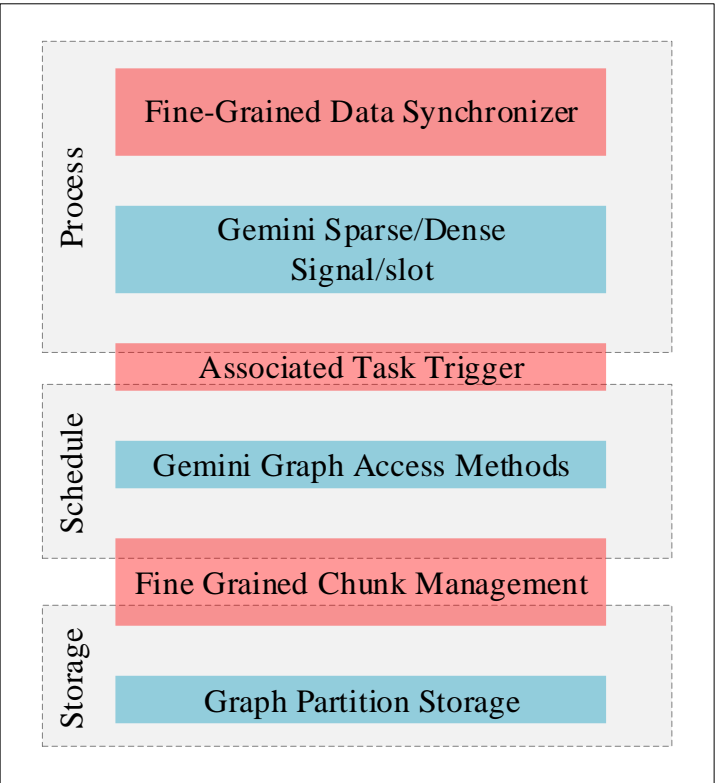 Process
Fine-Grained Data Synchronizer
Gemini Sparse/Dense
Signal/slot
Associated Task Trigger
Schedule
Gemini Graph Access Methods
Fine Grained Chunk Management
Storage
Graph Partition Storage